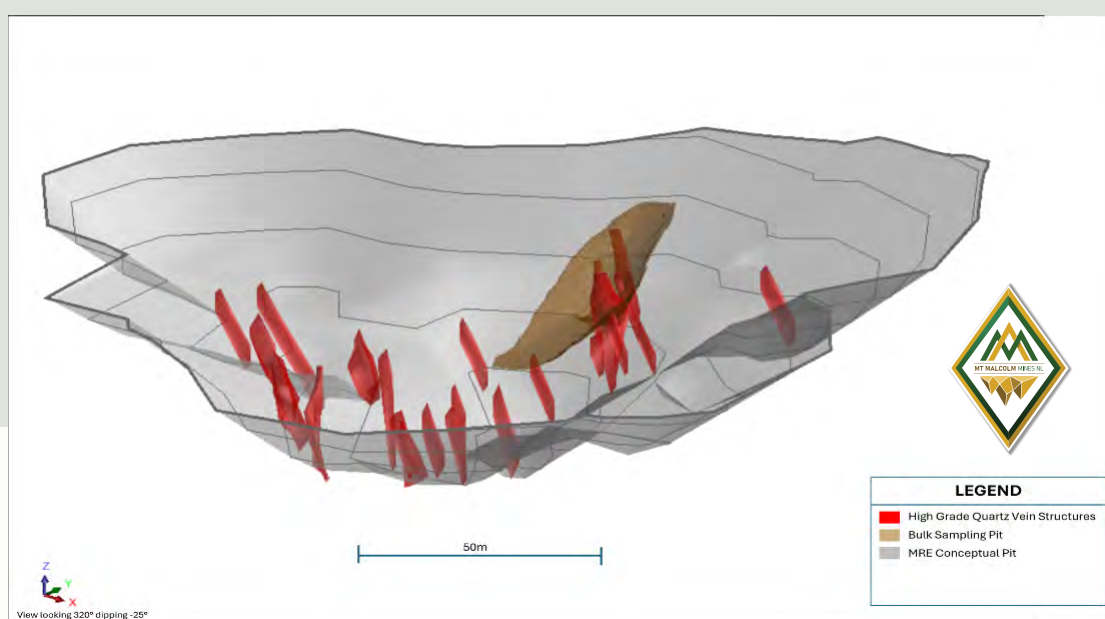 MT MALCOLM MINES NL
LEGEND
High Grade Quartz Vein Structures
Bulk Sampling Pit
MRE Conceptual Pit
50m
Z
Y
X
View looking 320° dipping -25°